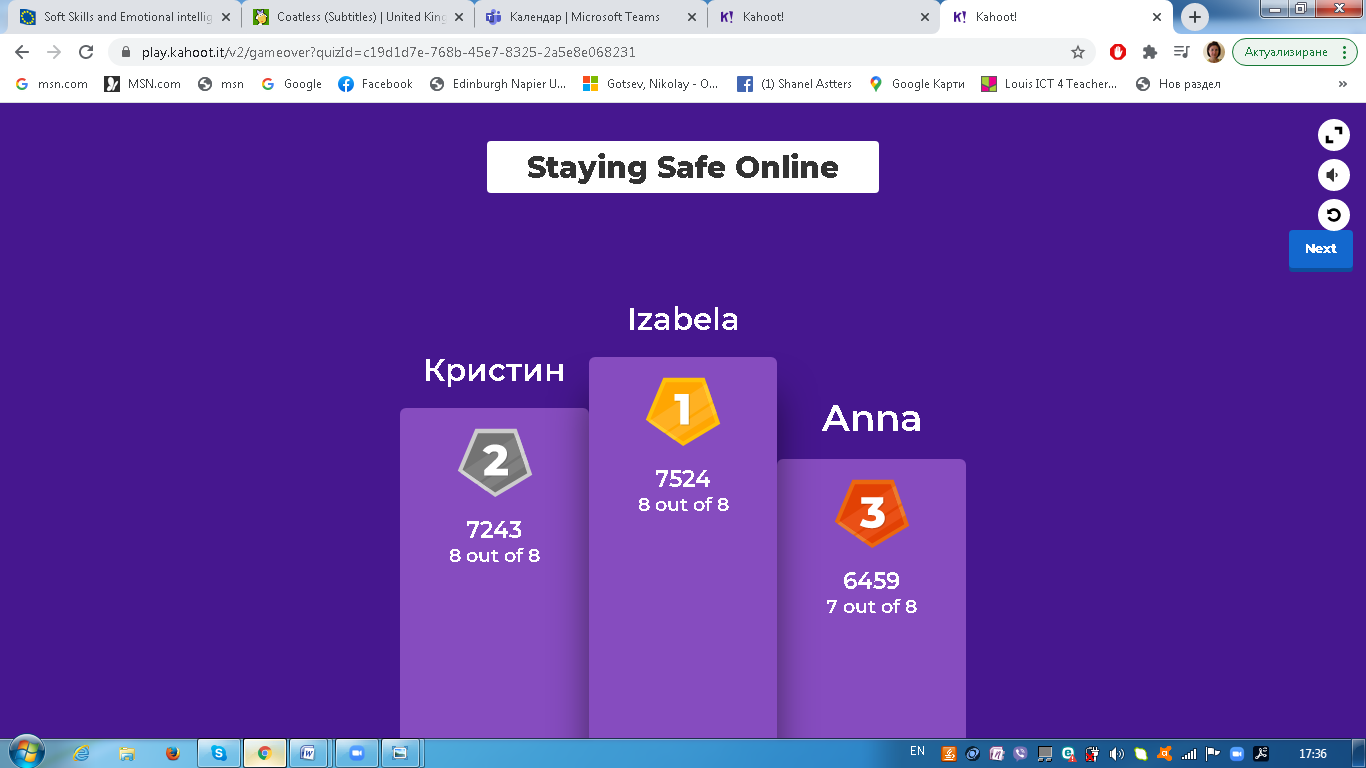 Soft Skills and Emotional intellig
Codless (Subtitles) | United King
Календар | Microsoft Teams
K! Kahoot!
K! Kahoot!
play.kahoot.it/v2/gameover?quizId=c19d1d7e-768b-45e7-8325-2a5e8e068231
Актуализиране
msn.com
MSN.com
msn
Google
Facebook
Edinburgh Napier U...
Gotsev, Nikolay - O...
(1) Shanel Astters
Google Карти
Louis ICT 4 Teacher...
Нов раздел
»
Staying Safe Online
Next
Izabela
1
7524
8 out of 8
Кристин
2
7243
8 out of 8
Anna
3
6459
7 out of 8
EN
17:36